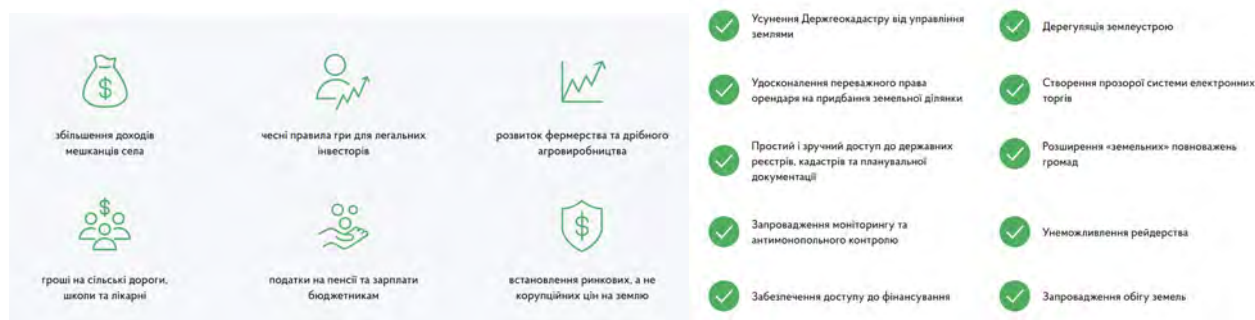 збільшення доходів
мешканців села
чесні правила гри для легальних
інвесторів
розвиток фермерства та дрібного
агровиробництва
гроші на сільські дороги,
школи та лікарні
податки на пенсії та зарплати
бюджетникам
встановлення ринкових, а не
корупційних цін на землю
Усунення Держгеокадастру від управління
землями
Дерегуляція землеустрою
Удосконалення переважного права
орендаря на придбання земельної ділянки
Створення прозорої системи електронних
торгів
Простий і зручний доступ до державних
реєстрів, кадастрів та планувальної
документації
Розширення «земельних» повноважень
громад
Запровадження моніторингу та
антимонопольного контролю
Унеможливлення рейдерства
Забезпечення доступу до фінансування
Запровадження обігу земель